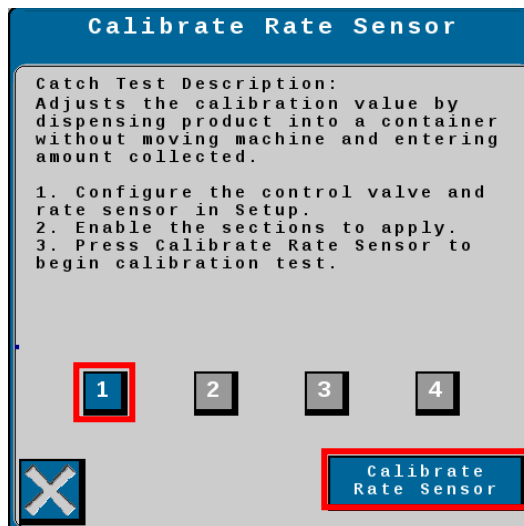 Calibrate Rate Sensor
Catch Test Description:
Adjusts the calibration value by
dispensing product into a container
without moving machine and entering
amount collected.
1. Configure the control valve and
rate sensor in Setup.
2. Enable the sections to apply.
3. Press Calibrate Rate Sensor to
begin calibration test.
1 2 3 4
Calibrate
Rate Sensor